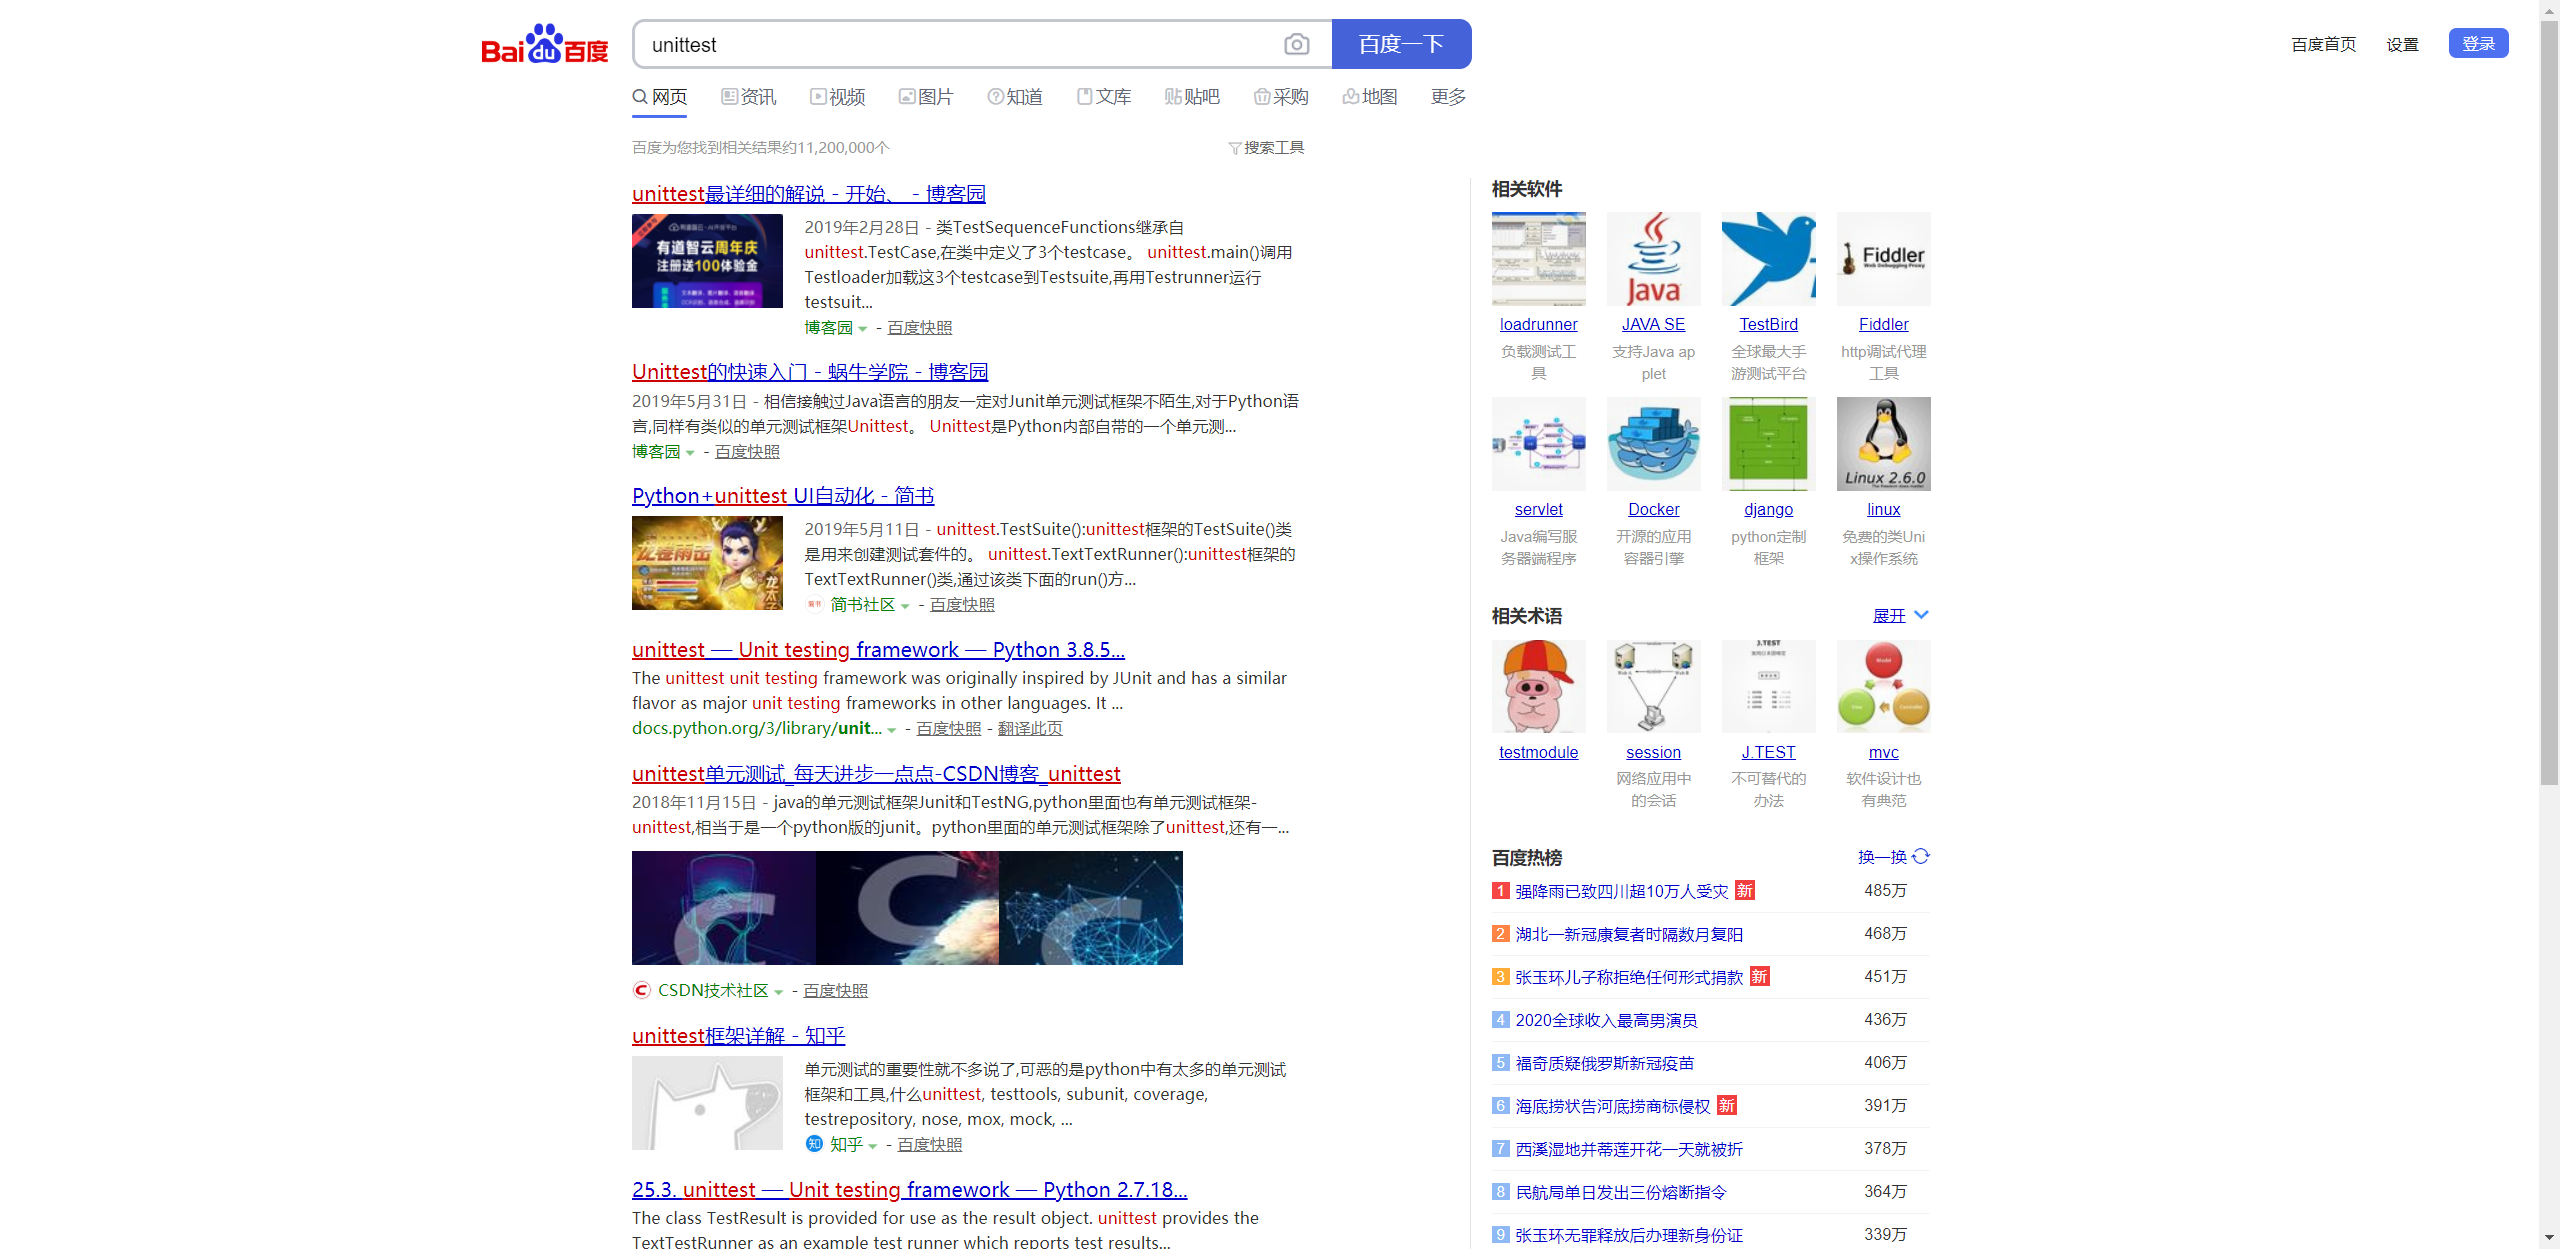 Bai du 百度
unittest
百度一下
百度首页 设置 登录
网页 资讯 视频 图片 知道 文库 贴吧 采购 地图 更多
百度为您找到相关结果约11,200,000个
搜索工具
unittest最详细的解说 - 开始、 - 博客园
有道智云周年庆
注册送100体验金
2019年2月28日 - 类TestSequenceFunctions继承自
unittest.TestCase,在类中定义了3个testcase。 unittest.main()调用
Testloader加载这3个testcase到Testsuite,再用Testrunner运行
testsuit...
博客园 - 百度快照
Unittest的快速入门 - 蜗牛学院 - 博客园
2019年5月31日 - 相信接触过Java语言的朋友一定对Junit单元测试框架不陌生,对于Python语
言,同样有类似的单元测试框架Unittest。 Unittest是Python内部自带的一个单元测...
博客园 - 百度快照
Python+unittest UI自动化 - 简书
龙卷雨击
2019年5月11日 - unittest.TestSuite():unittest框架的TestSuite()类
是用来创建测试套件的。 unittest.TextTextRunner():unittest框架的
TextTextRunner()类,通过该类下面的run()方...
简书社区 - 百度快照
unittest — Unit testing framework — Python 3.8.5...
The unittest unit testing framework was originally inspired by JUnit and has a similar
flavor as major unit testing frameworks in other languages. It ...
docs.python.org/3/library/unit... - 百度快照 - 翻译此页
unittest单元测试_每天进步一点点-CSDN博客_unittest
2018年11月15日 - java的单元测试框架Junit和TestNG,python里面也有单元测试框架-
unittest,相当于是一个python版的junit。python里面的单元测试框架除了unittest,还有一...
CSDN技术社区 - 百度快照
unittest框架详解 - 知乎
单元测试的重要性就不多说了,可恶的是python中有太多的单元测试
框架和工具,什么unittest, testtools, subunit, coverage,
testrepository, nose, mox, mock, ...
知 知乎 - 百度快照
25.3. unittest — Unit testing framework — Python 2.7.18...
The class TestResult is provided for use as the result object. unittest provides the
TextTestRunner as an example test runner which reports test results...
相关软件
Java
Fiddler
Web Debugging Proxy
loadrunner JAVA SE TestBird Fiddler
负载测试工 支持Java ap 全球最大手 http调试代理
具 plet 游测试平台 工具
Linux 2.6.0
servlet Docker django linux
Java编写服 开源的应用 python定制 免费的类Uni
务器端程序 容器引擎 框架 x操作系统
相关术语 展开
J.TEST
testmodule session J.TEST mvc
网络应用中 不可替代的 软件设计也
的会话 办法 有典范
百度热榜 换一换
1 强降雨已致四川超10万人受灾 新 485万
2 湖北一新冠康复者时隔数月复阳 468万
3 张玉环儿子称拒绝任何形式捐款 新 451万
4 2020全球收入最高男演员 436万
5 福奇质疑俄罗斯新冠疫苗 406万
6 海底捞状告河底捞商标侵权 新 391万
7 西溪湿地并蒂莲开花一天就被折 378万
8 民航局单日发出三份熔断指令 364万
9 张玉环无罪释放后办理新身份证 339万